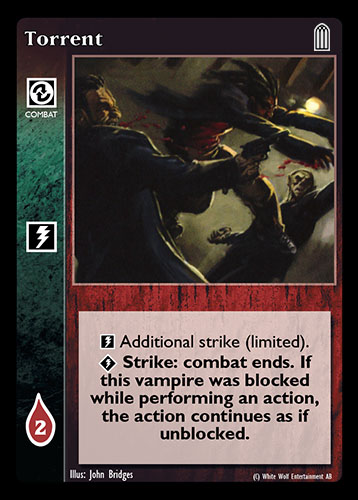 Torrent
COMBAT
Additional strike (limited).
Strike: combat ends. If
this vampire was blocked
while performing an action,
the action continues as if
unblocked.
2
Illus: John Bridges
(C) White Wolf Entertainment AB